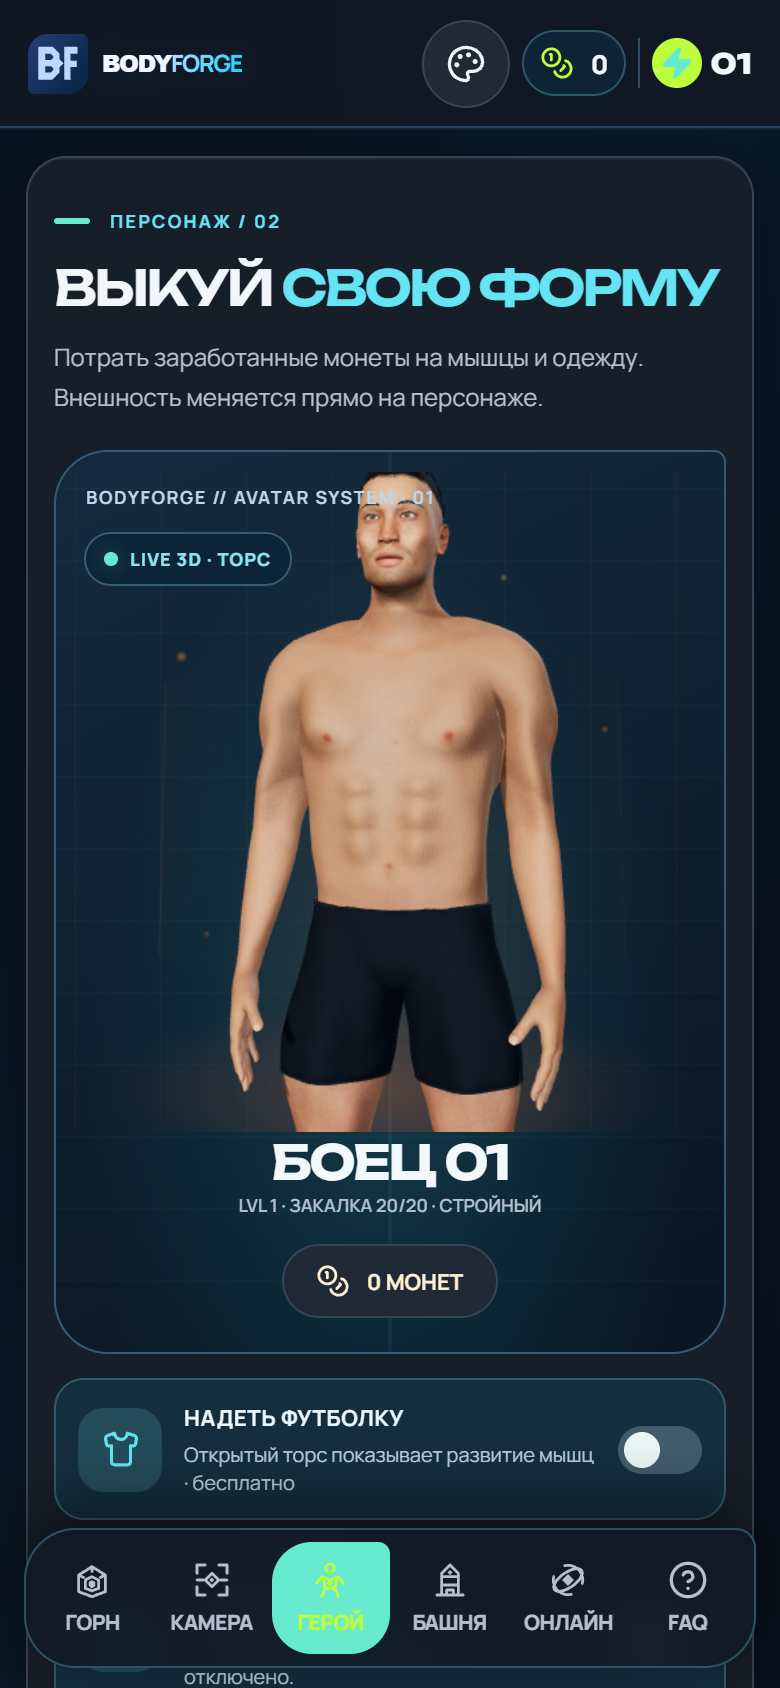 BF BODYFORGE 0 01
ПЕРСОНАЖ / 02
ВЫКУЙ СВОЮ ФОРМУ
Потрать заработанные монеты на мышцы и одежду.
Внешность меняется прямо на персонаже.
BODYFORGE // AVATAR SYSTEM · 01
LIVE 3D · ТОРС
БОЕЦ 01
LVL 1 · ЗАКАЛКА 20/20 · СТРОЙНЫЙ
0 МОНЕТ
НАДЕТЬ ФУТБОЛКУ
Открытый торс показывает развитие мышц
· бесплатно
ГОРН КАМЕРА ГЕРОЙ БАШНЯ ОНЛАЙН FAQ
отключено.